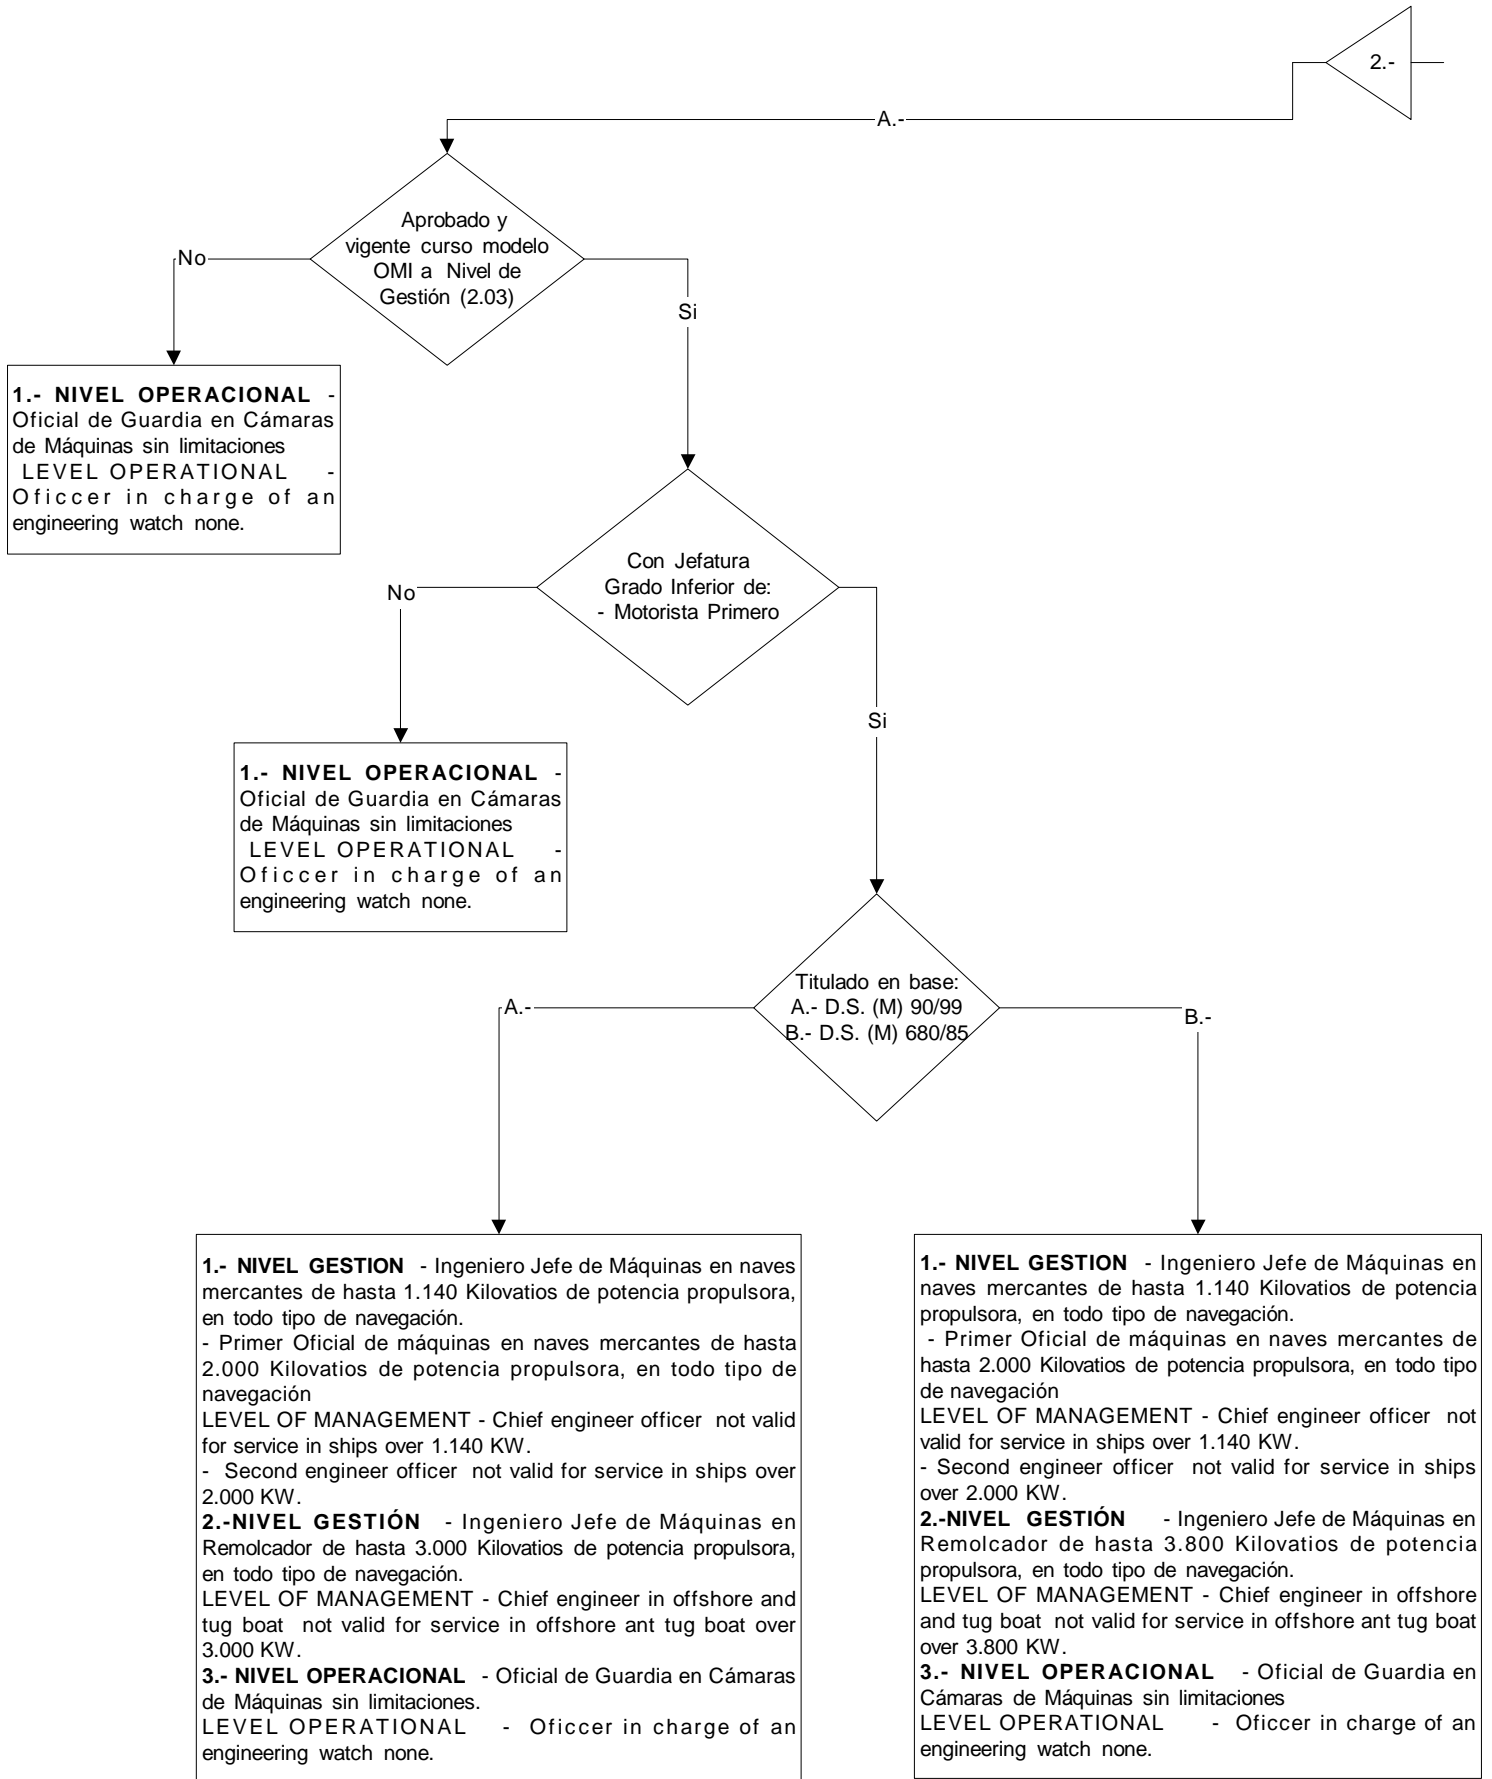 2.-
A.-
Aprobado y
vigente curso modelo
OMI a Nivel de
Gestión (2.03)
No
Si
1.- NIVEL OPERACIONAL -
Oficial de Guardia en Cámaras
de Máquinas sin limitaciones
LEVEL OPERATIONAL -
Oficcer in charge of an
engineering watch none.
Con Jefatura
Grado Inferior de:
- Motorista Primero
No
Si
1.- NIVEL OPERACIONAL -
Oficial de Guardia en Cámaras
de Máquinas sin limitaciones
LEVEL OPERATIONAL -
Oficcer in charge of an
engineering watch none.
Titulado en base:
A.- D.S. (M) 90/99
B.- D.S. (M) 680/85
A.-
B.-
1.- NIVEL GESTION - Ingeniero Jefe de Máquinas en naves
mercantes de hasta 1.140 Kilovatios de potencia propulsora,
en todo tipo de navegación.
- Primer Oficial de máquinas en naves mercantes de hasta
2.000 Kilovatios de potencia propulsora, en todo tipo de
navegación
LEVEL OF MANAGEMENT - Chief engineer officer not valid
for service in ships over 1.140 KW.
- Second engineer officer not valid for service in ships over
2.000 KW.
2.-NIVEL GESTIÓN - Ingeniero Jefe de Máquinas en
Remolcador de hasta 3.000 Kilovatios de potencia propulsora,
en todo tipo de navegación.
LEVEL OF MANAGEMENT - Chief engineer in offshore and
tug boat not valid for service in offshore ant tug boat over
3.000 KW.
3.- NIVEL OPERACIONAL - Oficial de Guardia en Cámaras
de Máquinas sin limitaciones.
LEVEL OPERATIONAL - Oficcer in charge of an
engineering watch none.
1.- NIVEL GESTION - Ingeniero Jefe de Máquinas en
naves mercantes de hasta 1.140 Kilovatios de potencia
propulsora, en todo tipo de navegación.
- Primer Oficial de máquinas en naves mercantes de
hasta 2.000 Kilovatios de potencia propulsora, en todo tipo
de navegación
LEVEL OF MANAGEMENT - Chief engineer officer not
valid for service in ships over 1.140 KW.
- Second engineer officer not valid for service in ships
over 2.000 KW.
2.-NIVEL GESTIÓN - Ingeniero Jefe de Máquinas en
Remolcador de hasta 3.800 Kilovatios de potencia
propulsora, en todo tipo de navegación.
LEVEL OF MANAGEMENT - Chief engineer in offshore
and tug boat not valid for service in offshore ant tug boat
over 3.800 KW.
3.- NIVEL OPERACIONAL - Oficial de Guardia en
Cámaras de Máquinas sin limitaciones
LEVEL OPERATIONAL - Oficcer in charge of an
engineering watch none.